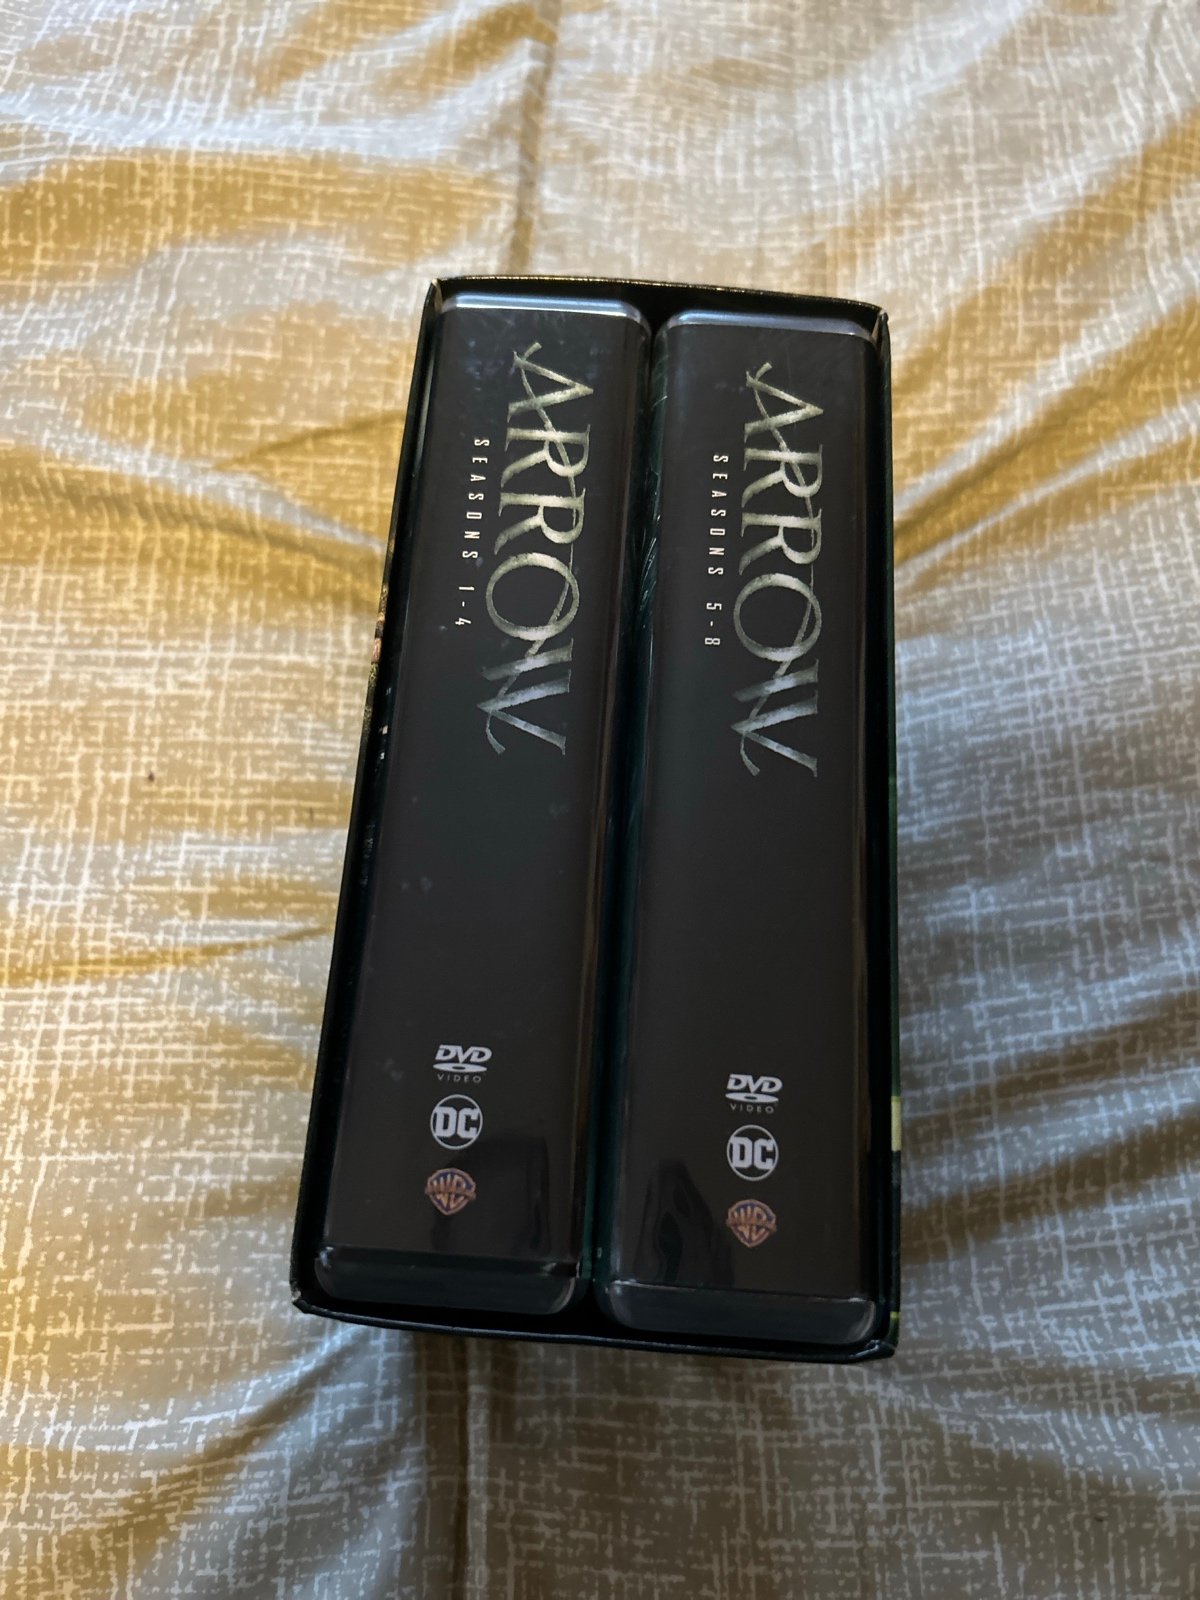 ARROW
SEASONS 1-4
DVD
VIDEO
DC
WB
ARROW
SEASONS 5-8
DVD
VIDEO
DC
WB